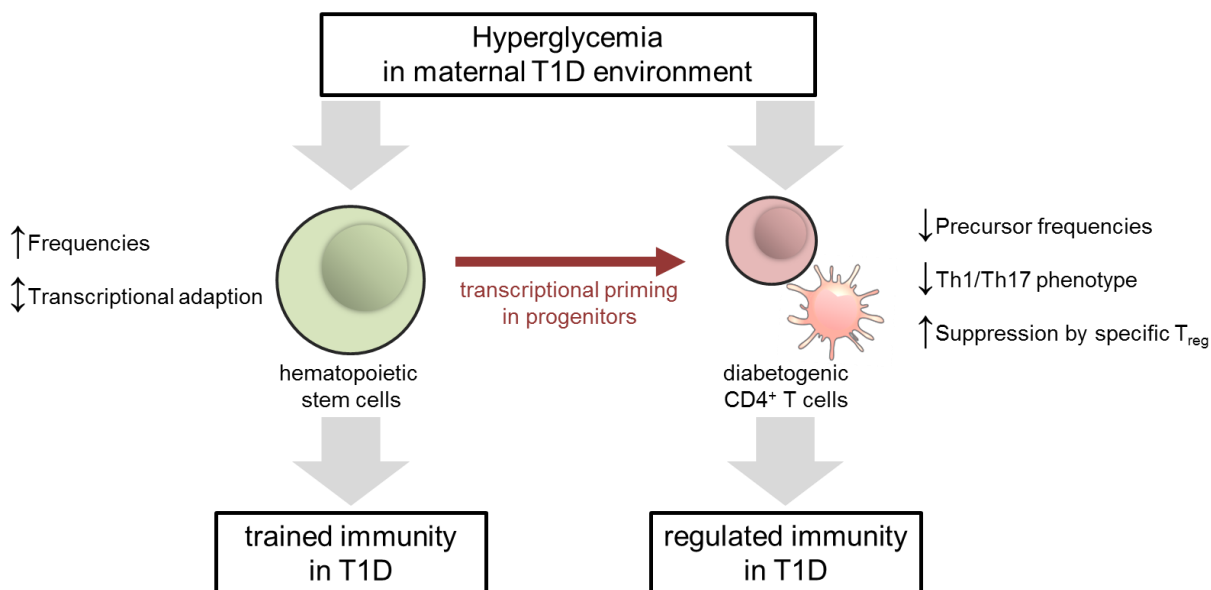 Hyperglycemia
in maternal T1D environment
↑Frequencies
↕Transcriptional adaption
transcriptional priming
in progenitors
↓Precursor frequencies
↓Th1/Th17 phenotype
↑Suppression by specific Treg
hematopoietic
stem cells
diabetogenic
CD4⁺ T cells
trained immunity
in T1D
regulated immunity
in T1D